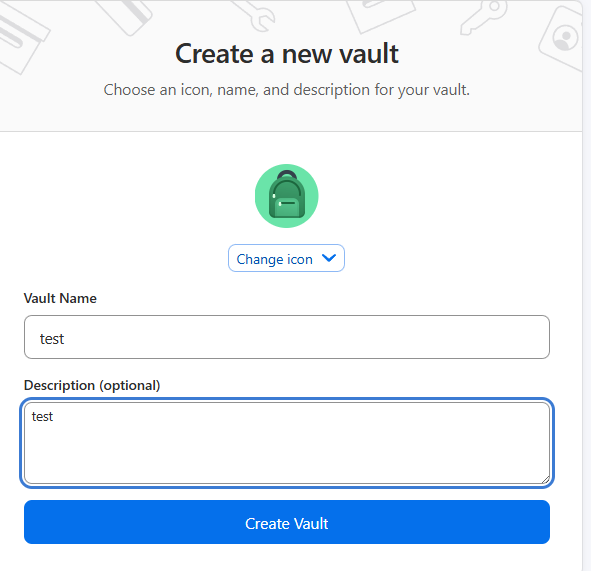 Create a new vault
Choose an icon, name, and description for your vault.
Change icon
Vault Name
test
Description (optional)
test
Create Vault